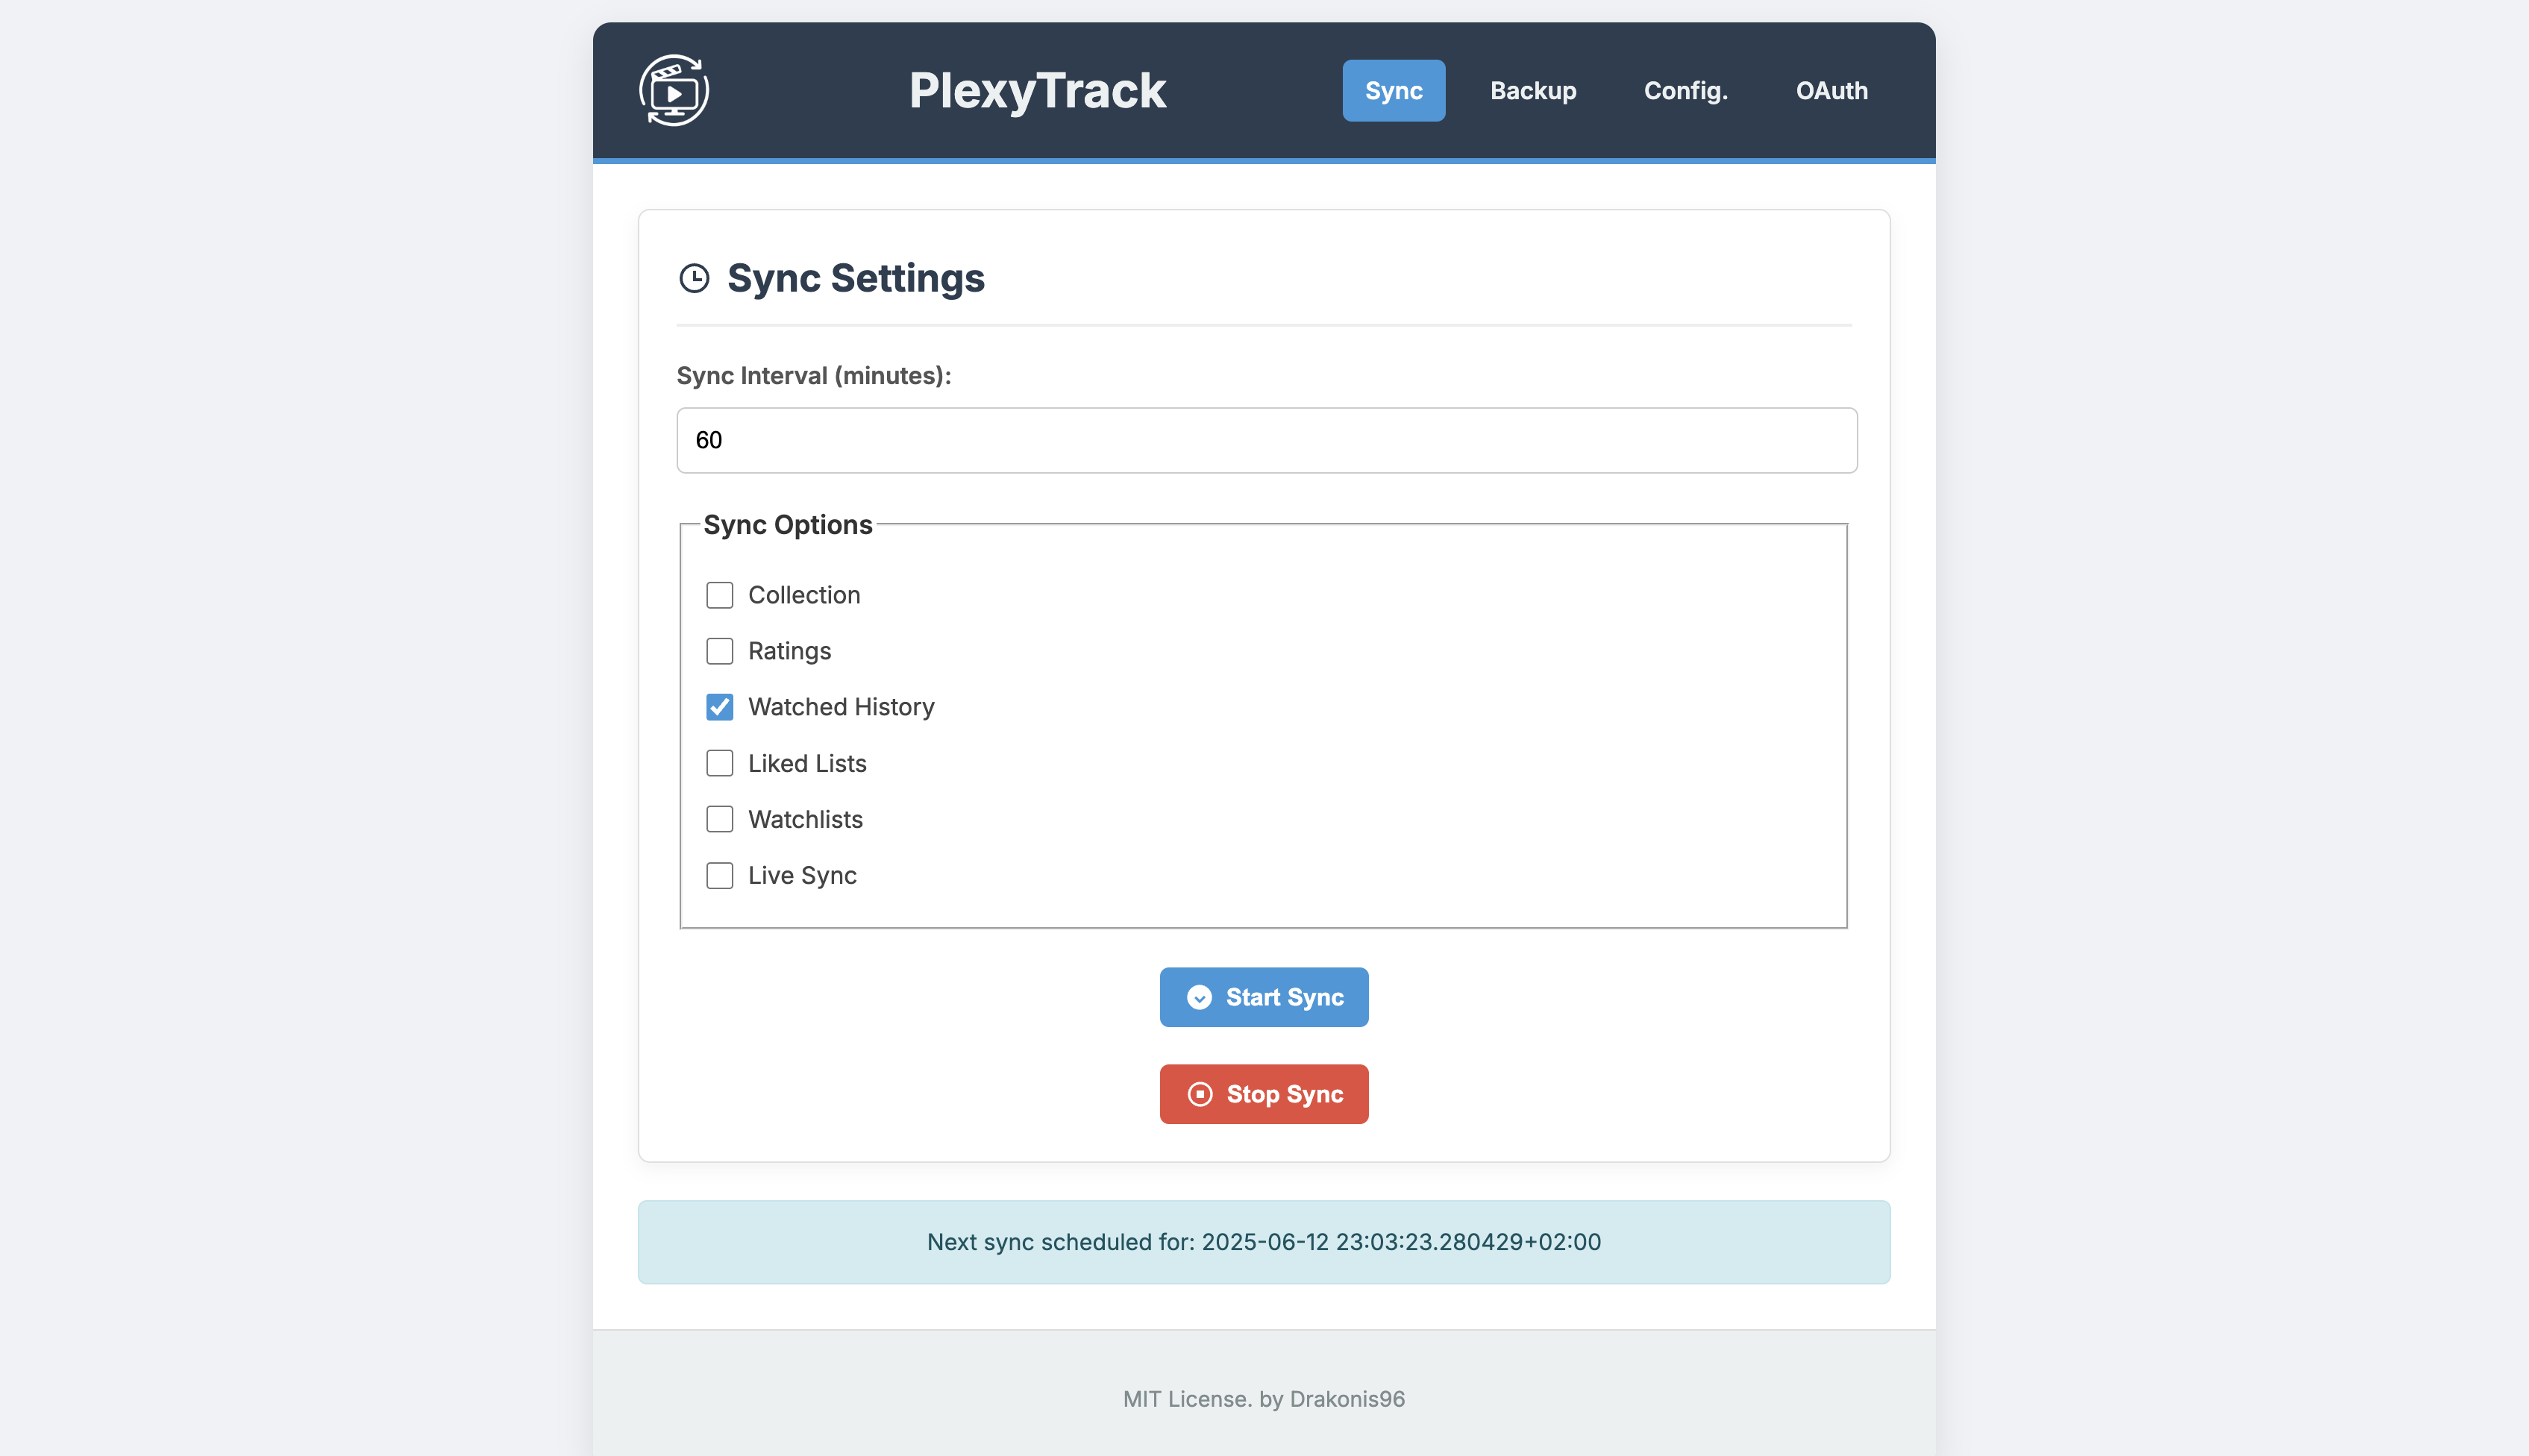 PlexyTrack
Sync Backup Config. OAuth
Sync Settings
Sync Interval (minutes):
60
Sync Options
Collection
Ratings
Watched History
Liked Lists
Watchlists
Live Sync
Start Sync
Stop Sync
Next sync scheduled for: 2025-06-12 23:03:23.280429+02:00
MIT License. by Drakonis96